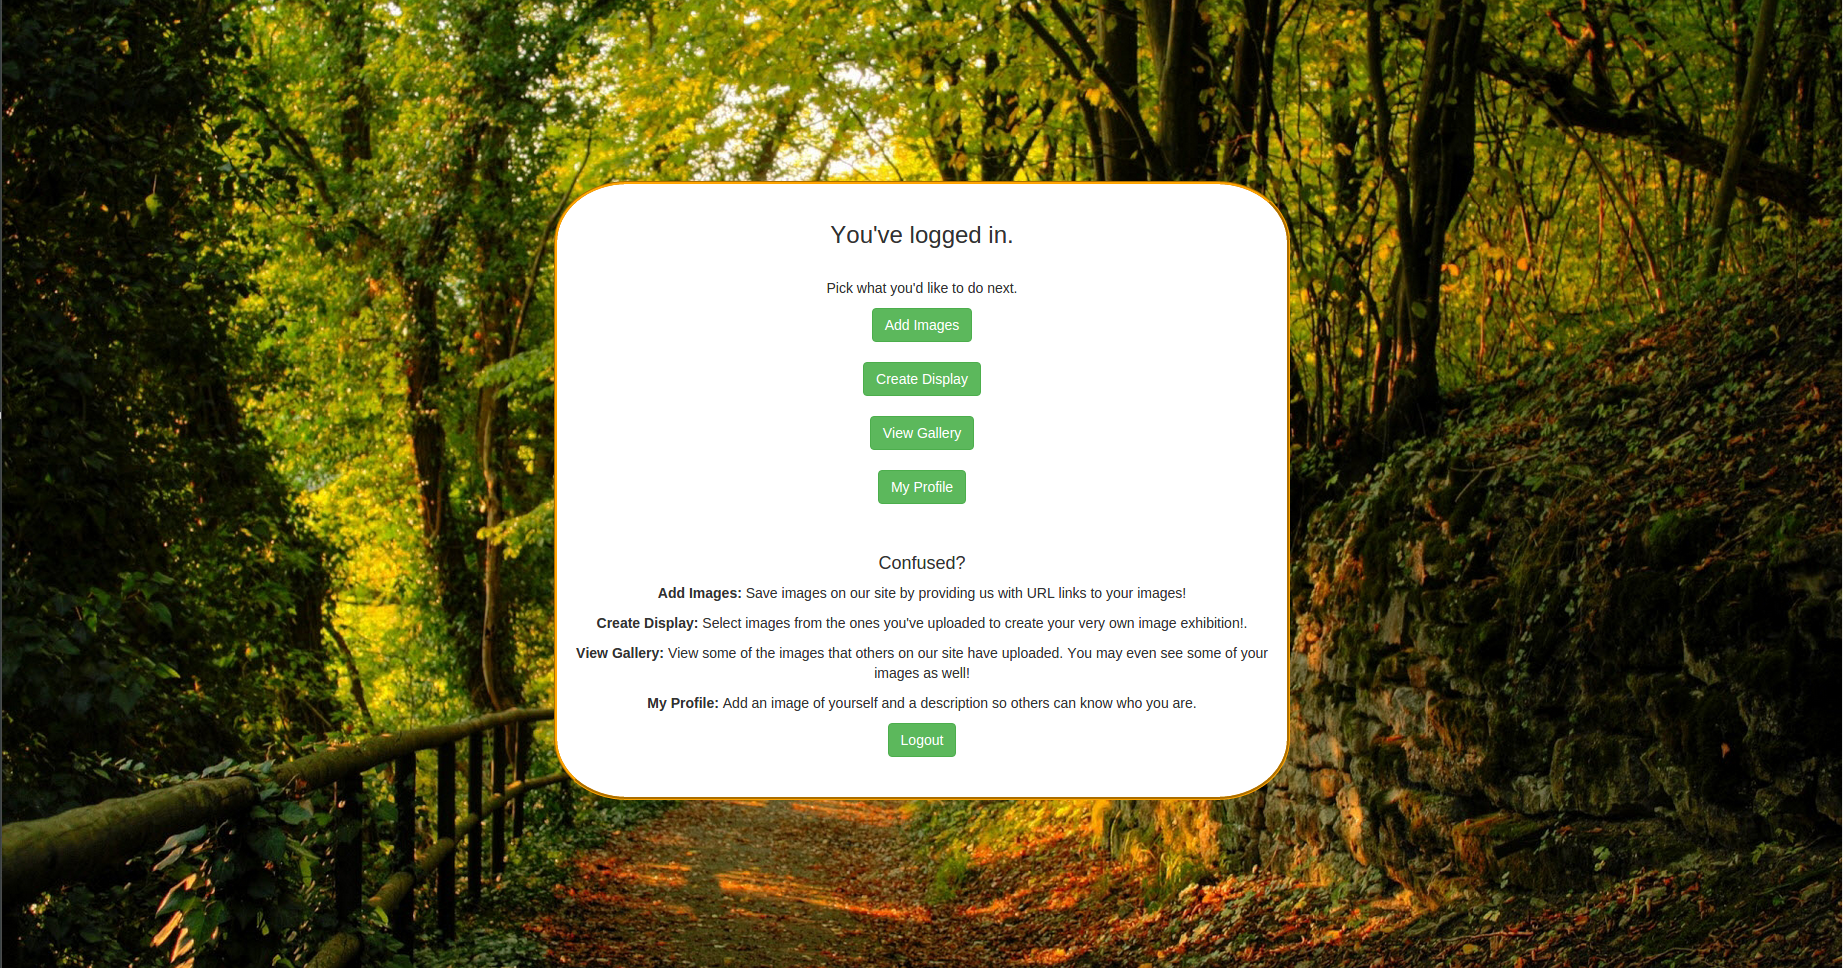 You've logged in.
Pick what you'd like to do next.
Add Images
Create Display
View Gallery
My Profile
Confused?
Add Images: Save images on our site by providing us with URL links to your images!
Create Display: Select images from the ones you've uploaded to create your very own image exhibition!.
View Gallery: View some of the images that others on our site have uploaded. You may even see some of your
images as well!
My Profile: Add an image of yourself and a description so others can know who you are.
Logout